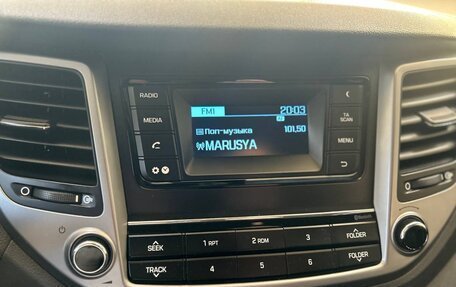 RADIO
MEDIA
FM1
20:03
Поп-музыка
101,50
MARUSYA
TA
SCAN
MENU
SEEK
TRACK
1 RPT
2 RDM
3
4
5
6
FOLDER
FOLDER
Bluetooth